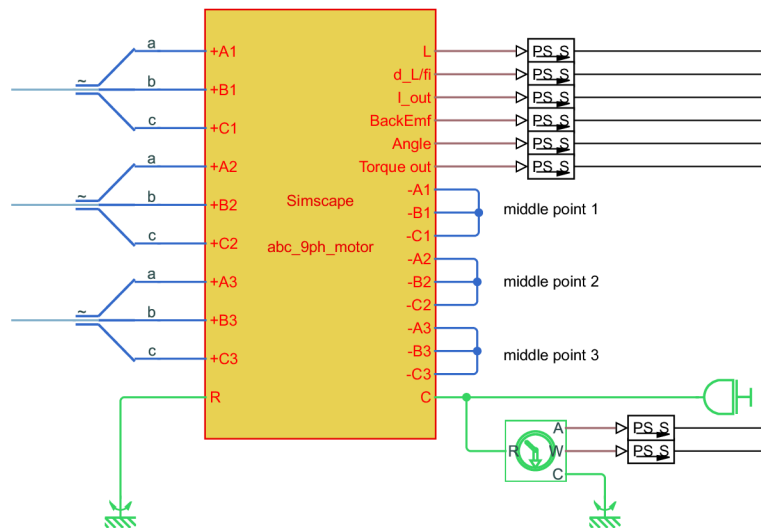 a
~
b
c
a
~
b
c
a
~
b
c
+A1
+B1
+C1
+A2
+B2
+C2
+A3
+B3
+C3
R
Simscape
abc_9ph_motor
L
d_L/fi
I_out
BackEmf
Angle
Torque out
-A1
-B1
-C1
-A2
-B2
-C2
-A3
-B3
-C3
C
PS S
PS S
PS S
PS S
PS S
PS S
middle point 1
middle point 2
middle point 3
R
A
W
C
PS S
PS S